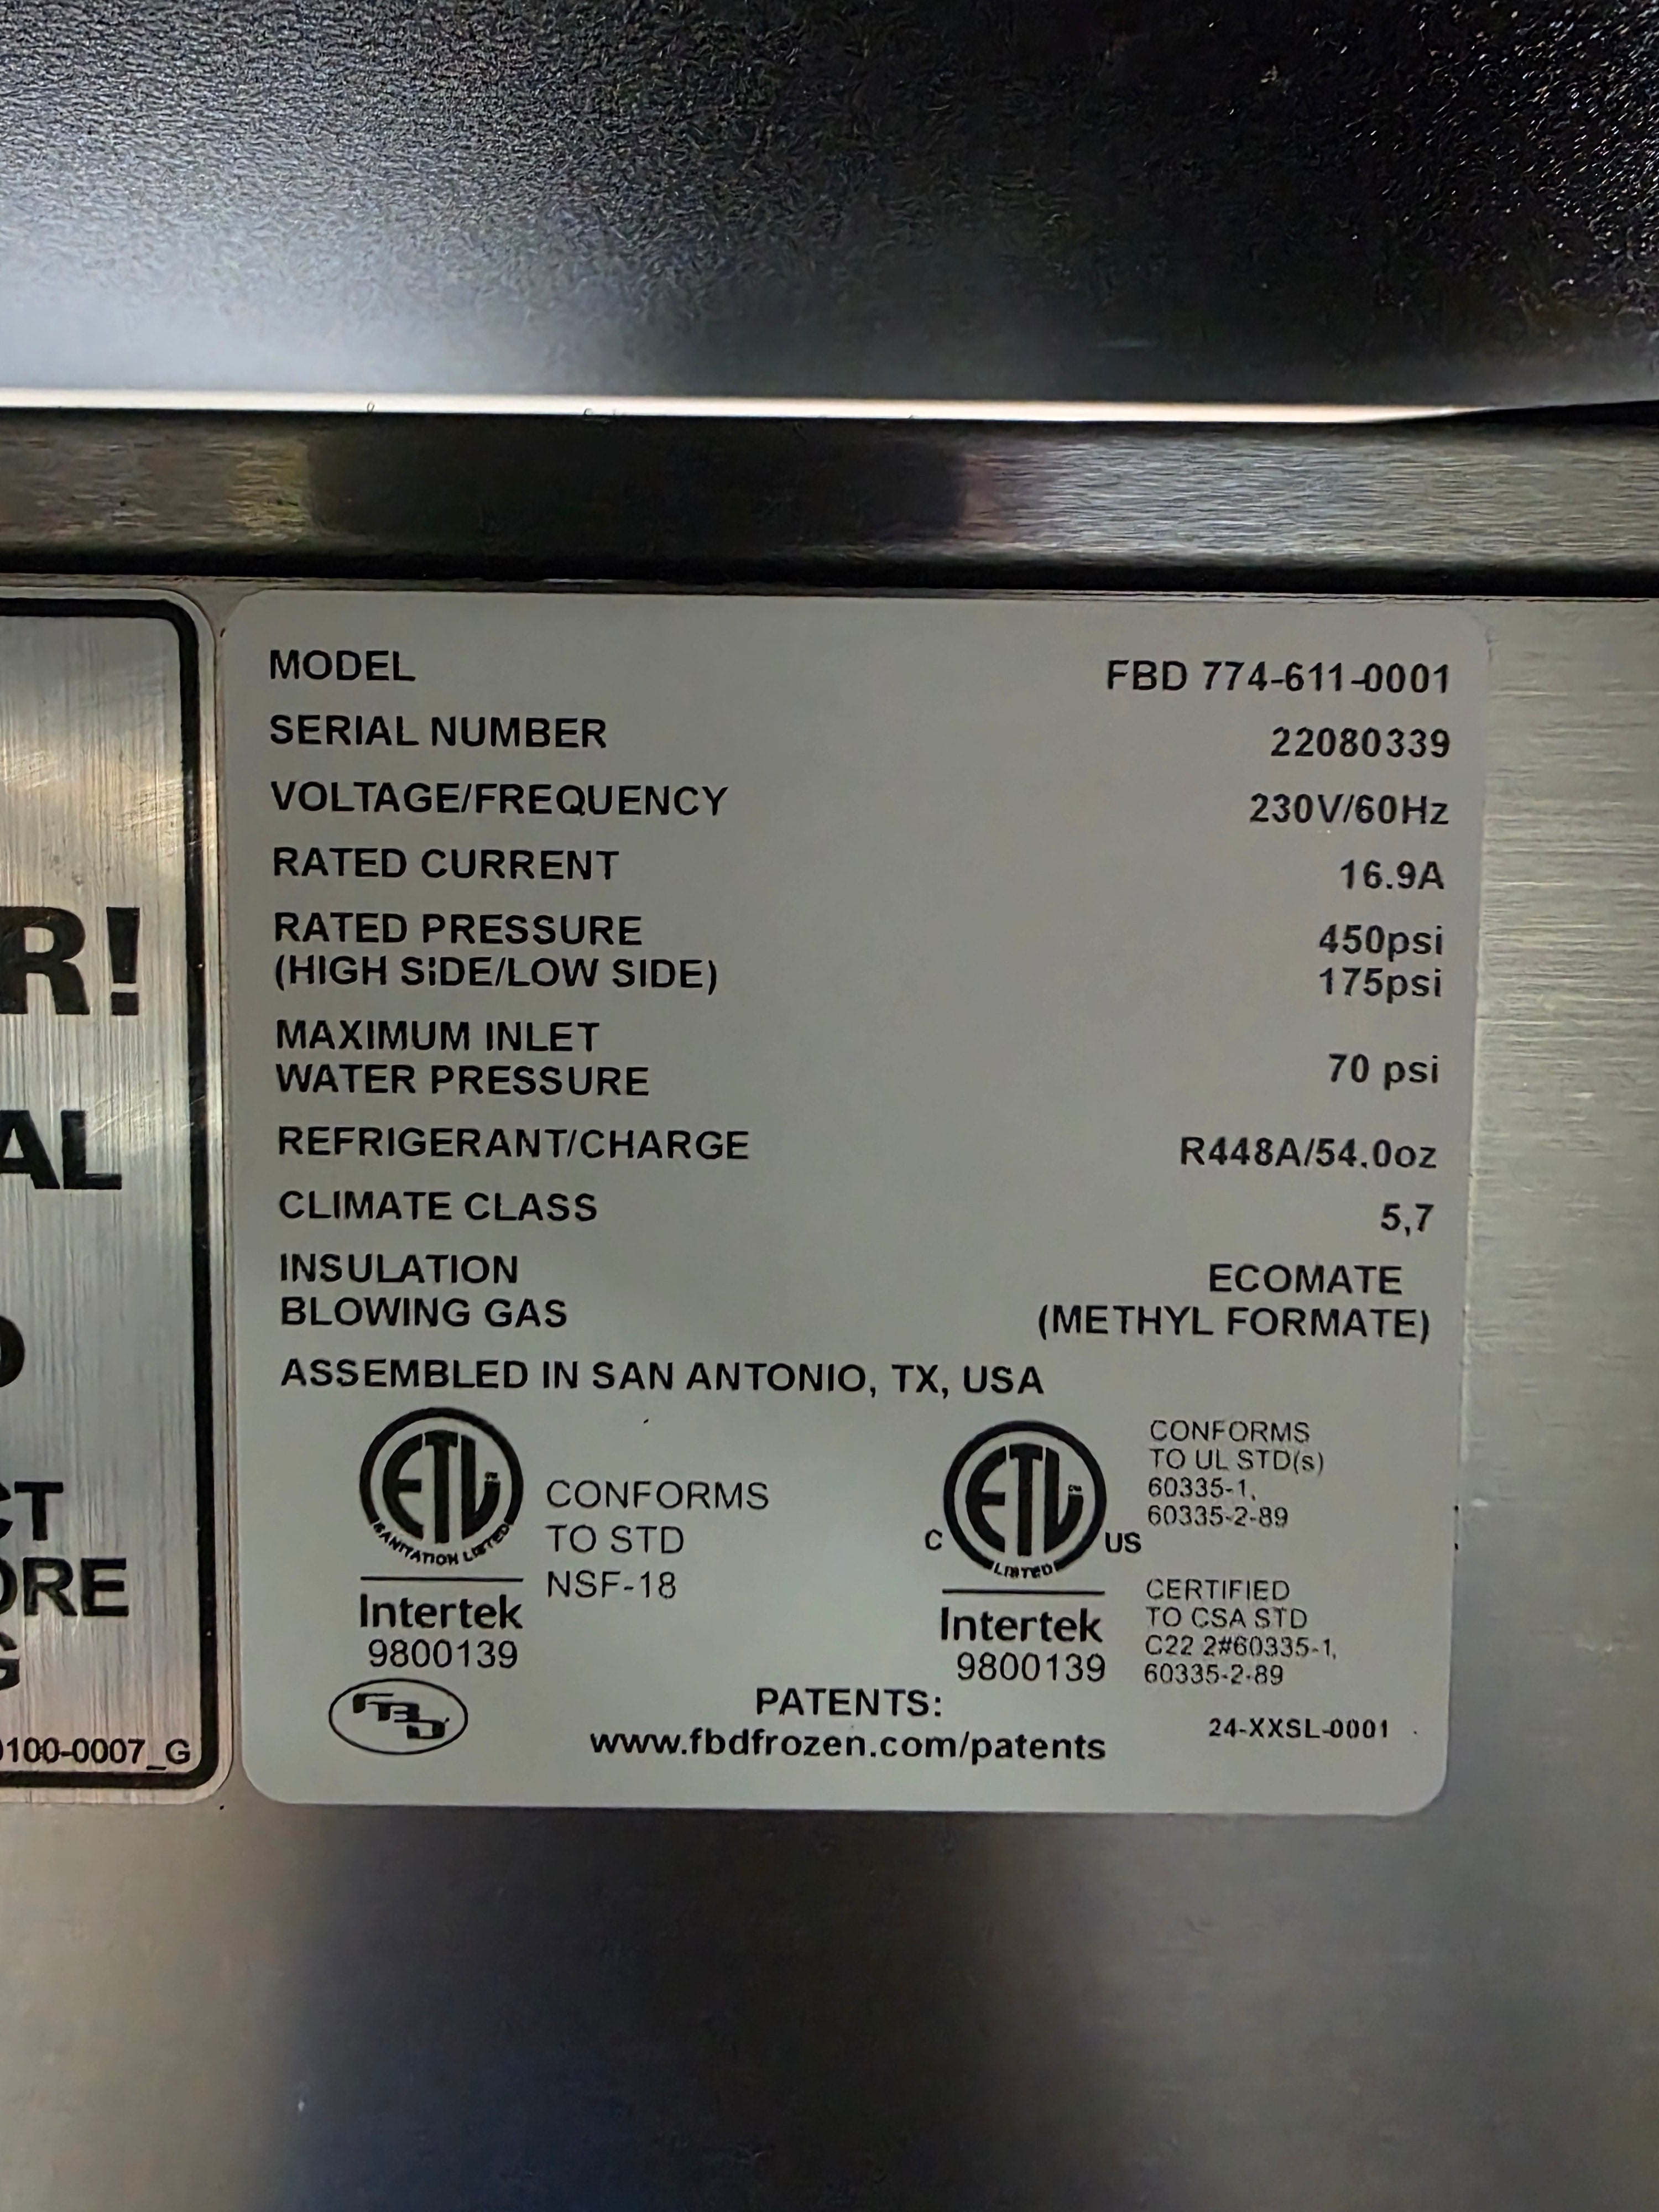 R!
AL
CT
ORE
G
0100-0007_G
MODEL FBD 774-611-0001
SERIAL NUMBER 22080339
VOLTAGE/FREQUENCY 230V/60Hz
RATED CURRENT 16.9A
RATED PRESSURE 450psi
(HIGH SIDE/LOW SIDE) 175psi
MAXIMUM INLET
WATER PRESSURE 70 psi
REFRIGERANT/CHARGE R448A/54.0oz
CLIMATE CLASS 5,7
INSULATION ECOMATE
BLOWING GAS (METHYL FORMATE)
ASSEMBLED IN SAN ANTONIO, TX, USA
ETL
SANITATION LISTED
Intertek
9800139
CONFORMS
TO STD
NSF-18
C ETL US
LISTED
Intertek
9800139
CONFORMS
TO UL STD(s)
60335-1,
60335-2-89
CERTIFIED
TO CSA STD
C22 2#60335-1,
60335-2-89
FBD
PATENTS:
www.fbdfrozen.com/patents
24-XXSL-0001